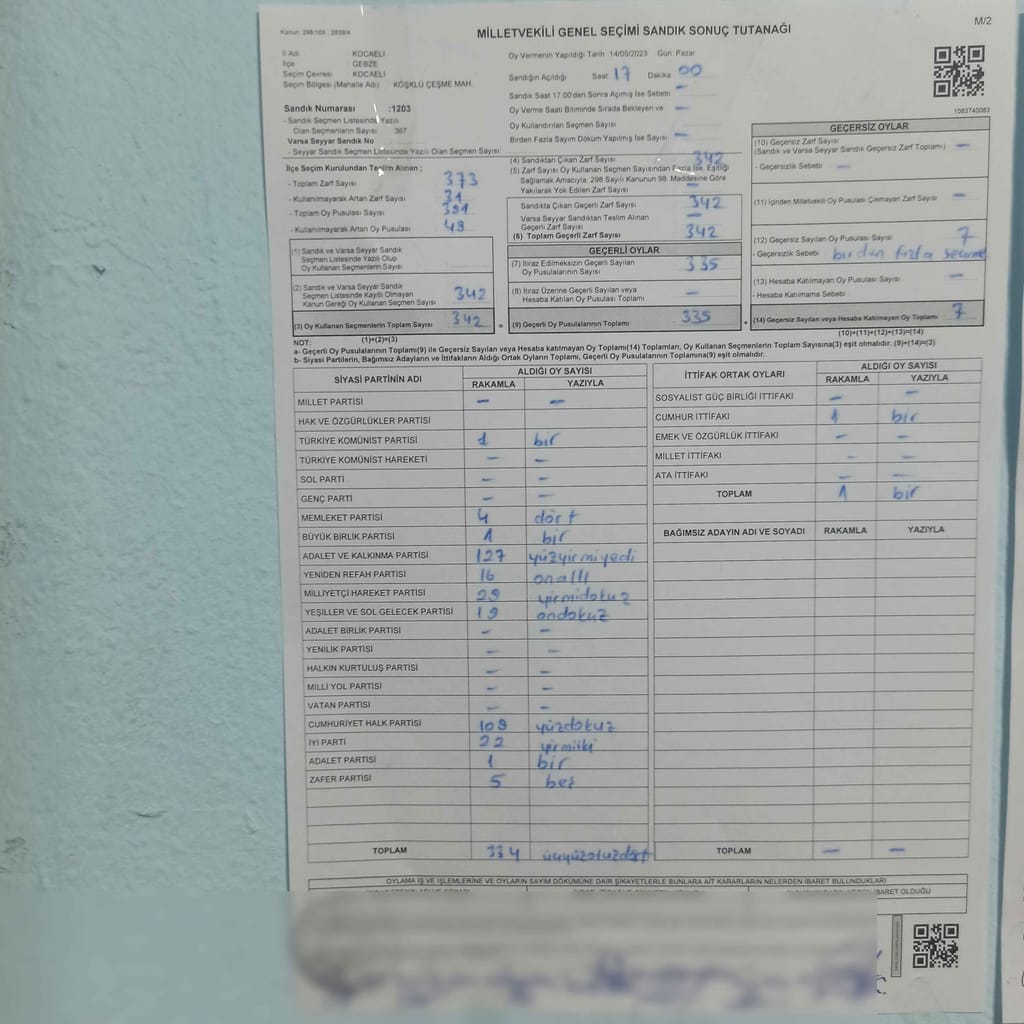 M/2
Kanun: 298/105 , 2839/4
MİLLETVEKİLİ GENEL SEÇİMİ SANDIK SONUÇ TUTANAĞI
İl Adı KOCAELİ
İlçe GEBZE
Seçim Çevresi KOCAELİ
Seçim Bölgesi (Mahalle Adı) KÖŞKLÜ ÇEŞME MAH
Sandık Numarası :1203
- Sandık Seçmen Listesinde Yazılı
Olan Seçmenlerin Sayısı 367
Varsa Seyyar Sandık No
- Seyyar Sandık Seçmen Listesinde Yazılı Olan Seçmen Sayısı:
Oy Vermenin Yapıldığı Tarih :14/05/2023 Gün: Pazar
Sandığın Açıldığı Saat 17 Dakika 00
Sandık Saat 17:00'den Sonra Açılmış İse Sebebi -
Oy Verme Saati Bitiminde Sırada Bekleyen ve -
Oy Kullandırılan Seçmen Sayısı
Birden Fazla Sayım Döküm Yapılmış İse Sayısı -
1083740083
İlçe Seçim Kurulundan Teslim Alınan ;
- Toplam Zarf Sayısı 373
- Kullanılmayarak Artan Zarf Sayısı 31
- Toplam Oy Pusulası Sayısı 391
- Kullanılmayarak Artan Oy Pusulası 49
(4) Sandıktan Çıkan Zarf Sayısı 342
(5) Zarf Sayısı Oy Kullanan Seçmen Sayısından Fazla İse, Eşitliği
Sağlamak Amacıyla; 298 Sayılı Kanunun 98. Maddesine Göre
Yakılarak Yok Edilen Zarf Sayısı
Sandıkta Çıkan Geçerli Zarf Sayısı 342
Varsa Seyyar Sandıktan Teslim Alınan
Geçerli Zarf Sayısı -
(6) Toplam Geçerli Zarf Sayısı 342
(1) Sandık ve Varsa Seyyar Sandık
Seçmen Listesinde Yazılı Olup
Oy Kullanan Seçmenlerin Sayısı
(2) Sandık ve Varsa Seyyar Sandık
Seçmen Listesinde Kayıtlı Olmayan
Kanun Gereği Oy Kullanan Seçmen Sayısı 342
(3) Oy Kullanan Seçmenlerin Toplam Sayısı 342
(1)+(2)=(3)
GEÇERLİ OYLAR
(7) İtiraz Edilmeksizin Geçerli Sayılan
Oy Pusulalarının Sayısı 335
(8) İtiraz Üzerine Geçerli Sayılan veya
Hesaba Katılan Oy Pusulası Toplamı -
= (9) Geçerli Oy Pusulalarının Toplamı 335 +
GEÇERSİZ OYLAR
(10) Geçersiz Zarf Sayısı
(Sandık ve Varsa Seyyar Sandık Geçersiz Zarf Toplamı) -
- Geçersizlik Sebebi -
(11) İçinden Milletvekili Oy Pusulası Çıkmayan Zarf Sayısı -
(12) Geçersiz Sayılan Oy Pusulası Sayısı 7
- Geçersizlik Sebebi birden fazla seçme
(13) Hesaba Katılmayan Oy Pusulası Sayısı -
- Hesaba Katılmama Sebebi
(14) Geçersiz Sayılan veya Hesaba Katılmayan Oy Toplamı 7
(10)+(11)+(12)+(13)=(14)
NOT:
a- Geçerli Oy Pusulalarının Toplamı(9) ile Geçersiz Sayılan veya Hesaba katılmayan Oy Toplamı(14) Toplamları, Oy Kullanan Seçmenlerin Toplam Sayısına(3) eşit olmalıdır. (9)+(14)=(3)
b- Siyasi Partilerin, Bağımsız Adayların ve İttifakların Aldığı Ortak Oyların Toplamı, Geçerli Oy Pusulalarının Toplamına(9) eşit olmalıdır.
SİYASİ PARTİNİN ADI ALDIĞI OY SAYISI
RAKAMLA YAZIYLA
MİLLET PARTİSİ - -
HAK VE ÖZGÜRLÜKLER PARTİSİ
TÜRKİYE KOMÜNİST PARTİSİ 1 bir
TÜRKİYE KOMÜNİST HAREKETİ - -
SOL PARTİ - -
GENÇ PARTİ - -
MEMLEKET PARTİSİ 4 dört
BÜYÜK BİRLİK PARTİSİ 1 bir
ADALET VE KALKINMA PARTİSİ 127 yüzyirmiyedi
YENİDEN REFAH PARTİSİ 16 onaltı
MİLLİYETÇİ HAREKET PARTİSİ 29 yirmidokuz
YEŞİLLER VE SOL GELECEK PARTİSİ 19 ondokuz
ADALET BİRLİK PARTİSİ - -
YENİLİK PARTİSİ - -
HALKIN KURTULUŞ PARTİSİ - -
MİLLİ YOL PARTİSİ - -
VATAN PARTİSİ - -
CUMHURİYET HALK PARTİSİ 109 yüzdokuz
İYİ PARTİ 22 yirmiiki
ADALET PARTİSİ 1 bir
ZAFER PARTİSİ 5 beş
TOPLAM 334 üçyüzotuzdört
İTTİFAK ORTAK OYLARI ALDIĞI OY SAYISI
RAKAMLA YAZIYLA
SOSYALİST GÜÇ BİRLİĞİ İTTİFAKI - -
CUMHUR İTTİFAKI 1 bir
EMEK VE ÖZGÜRLÜK İTTİFAKI - -
MİLLET İTTİFAKI - -
ATA İTTİFAKI - -
TOPLAM 1 bir
BAĞIMSIZ ADAYIN ADI VE SOYADI RAKAMLA YAZIYLA
TOPLAM - -
OYLAMA İŞ VE İŞLEMLERİNE VE OYLARIN SAYIM DÖKÜMÜNE DAİR ŞİKAYETLERLE BUNLARA AİT KARARLARIN NELERDEN İBARET BULUNDUKLARI
İBARET OLDUĞU